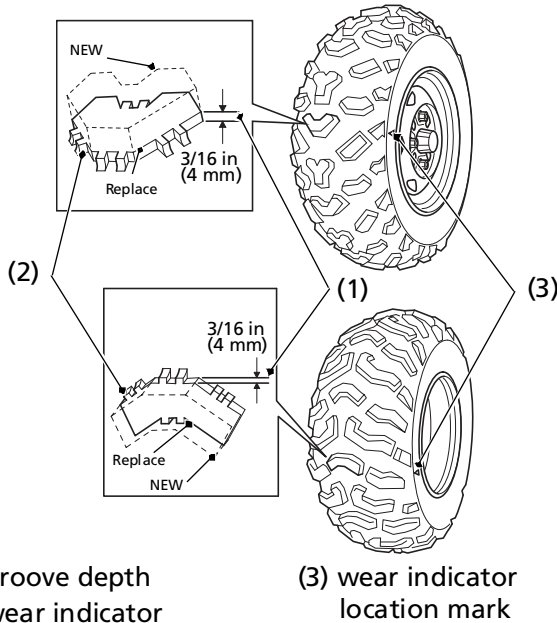 NEW
3/16 in
(4 mm)
Replace
(2)
(1)
(3)
3/16 in
(4 mm)
Replace
NEW
roove depth
wear indicator
(3) wear indicator
location mark